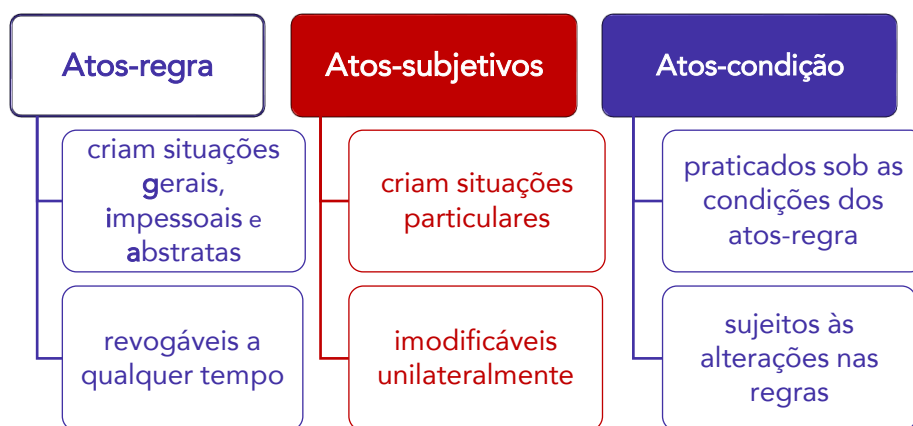 Atos-regra
criam situações
gerais,
impessoais e
abstratas
revogáveis a
qualquer tempo
Atos-subjetivos
criam situações
particulares
imodificáveis
unilateralmente
Atos-condição
praticados sob as
condições dos
atos-regra
sujeitos às
alterações nas
regras